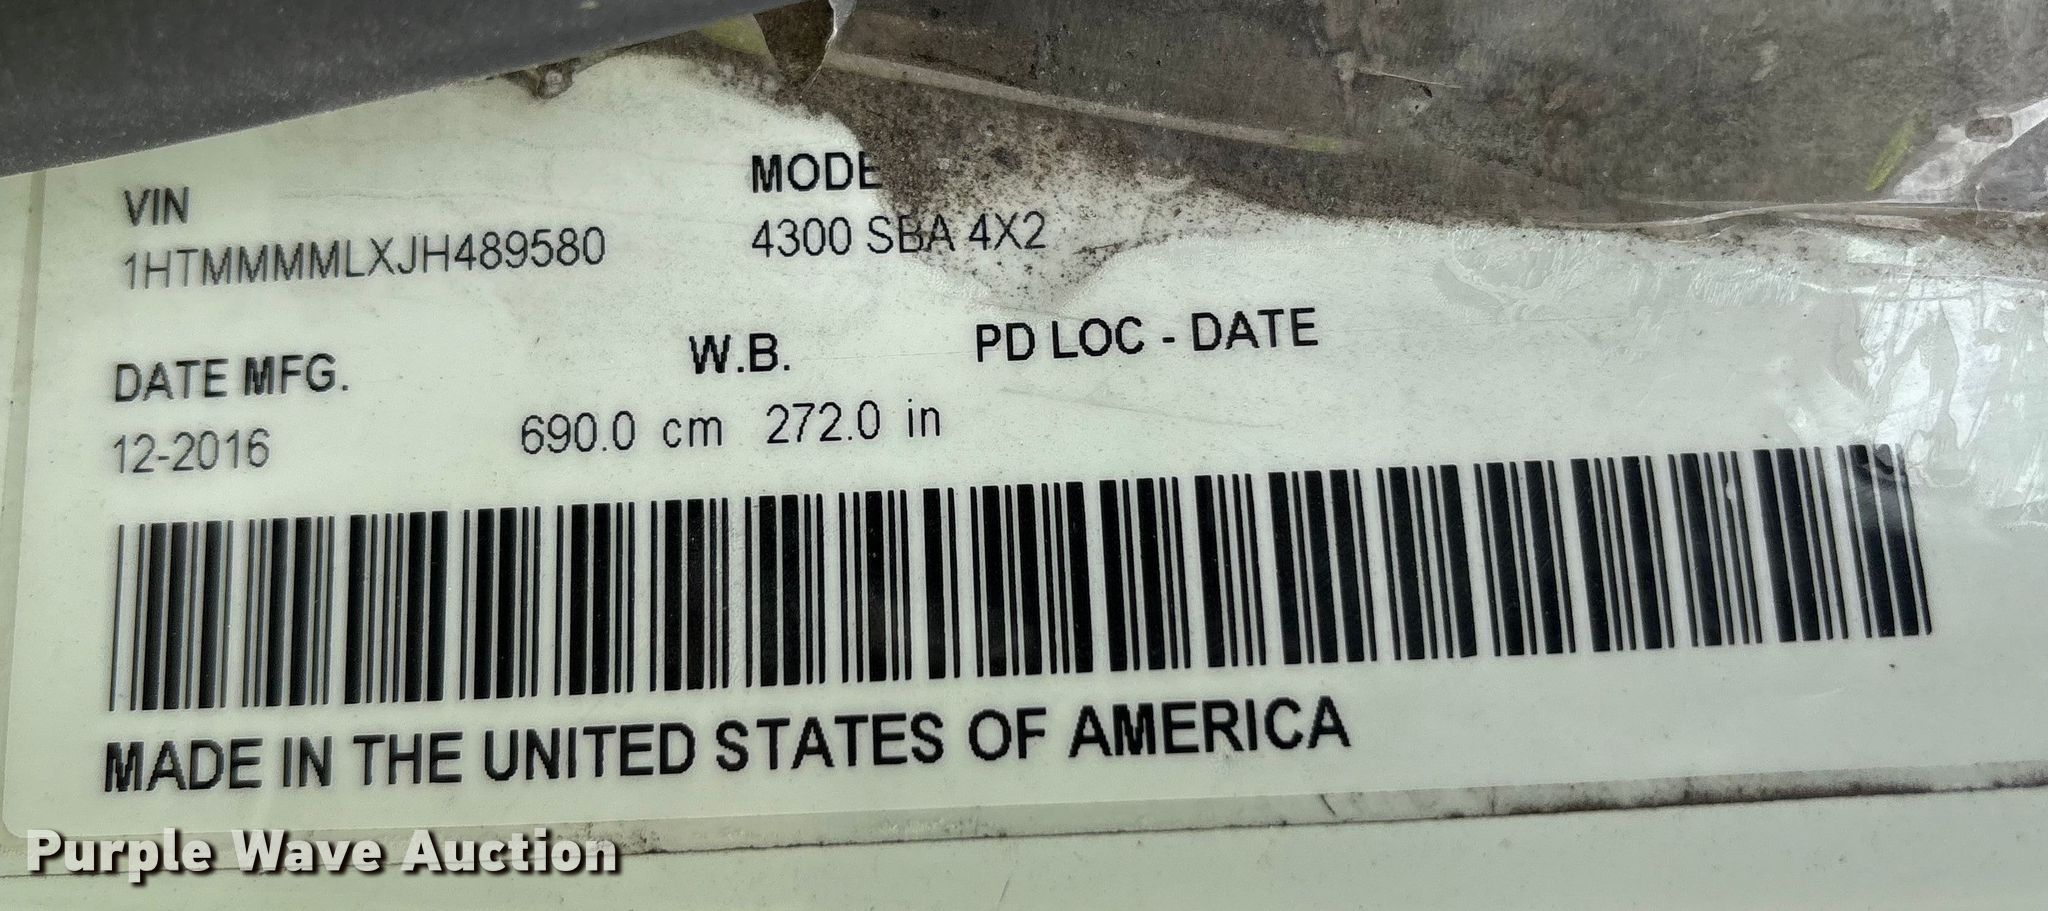 VIN
1HTMMMMLXJH489580
MODE
4300 SBA 4X2
DATE MFG.
12-2016
W.B.
690.0 cm 272.0 in
PD LOC - DATE
MADE IN THE UNITED STATES OF AMERICA
Purple Wave Auction